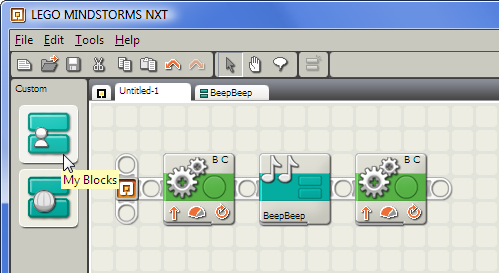 LEGO MINDSTORMS NXT
File Edit Tools Help
Custom
Untitled-1 BeepBeep
My Blocks
B C B C
BeepBeep